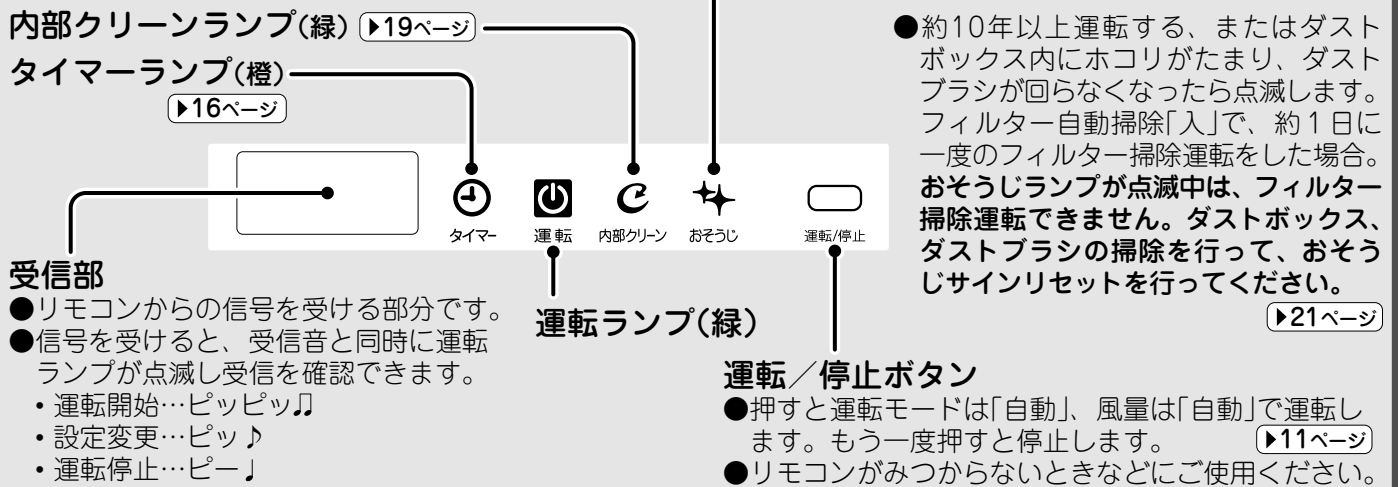 内部クリーンランプ(緑) ▶19ページ
タイマーランプ(橙)
▶16ページ
タイマー
運転
内部クリーン
おそうじ
運転/停止
受信部
●リモコンからの信号を受ける部分です。
●信号を受けると、受信音と同時に運転
ランプが点滅し受信を確認できます。
・運転開始…ピッピッ♫
・設定変更…ピッ♪
・運転停止…ピー♩
運転ランプ(緑)
●約10年以上運転する、またはダスト
ボックス内にホコリがたまり、ダスト
ブラシが回らなくなったら点滅します。
フィルター自動掃除「入」で、約1日に
一度のフィルター掃除運転をした場合。
おそうじランプが点滅中は、フィルター
掃除運転できません。ダストボックス、
ダストブラシの掃除を行って、おそう
じサインリセットを行ってください。
▶21ページ
運転／停止ボタン
●押すと運転モードは「自動」、風量は「自動」で運転し
ます。もう一度押すと停止します。 ▶11ページ
●リモコンがみつからないときなどにご使用ください。